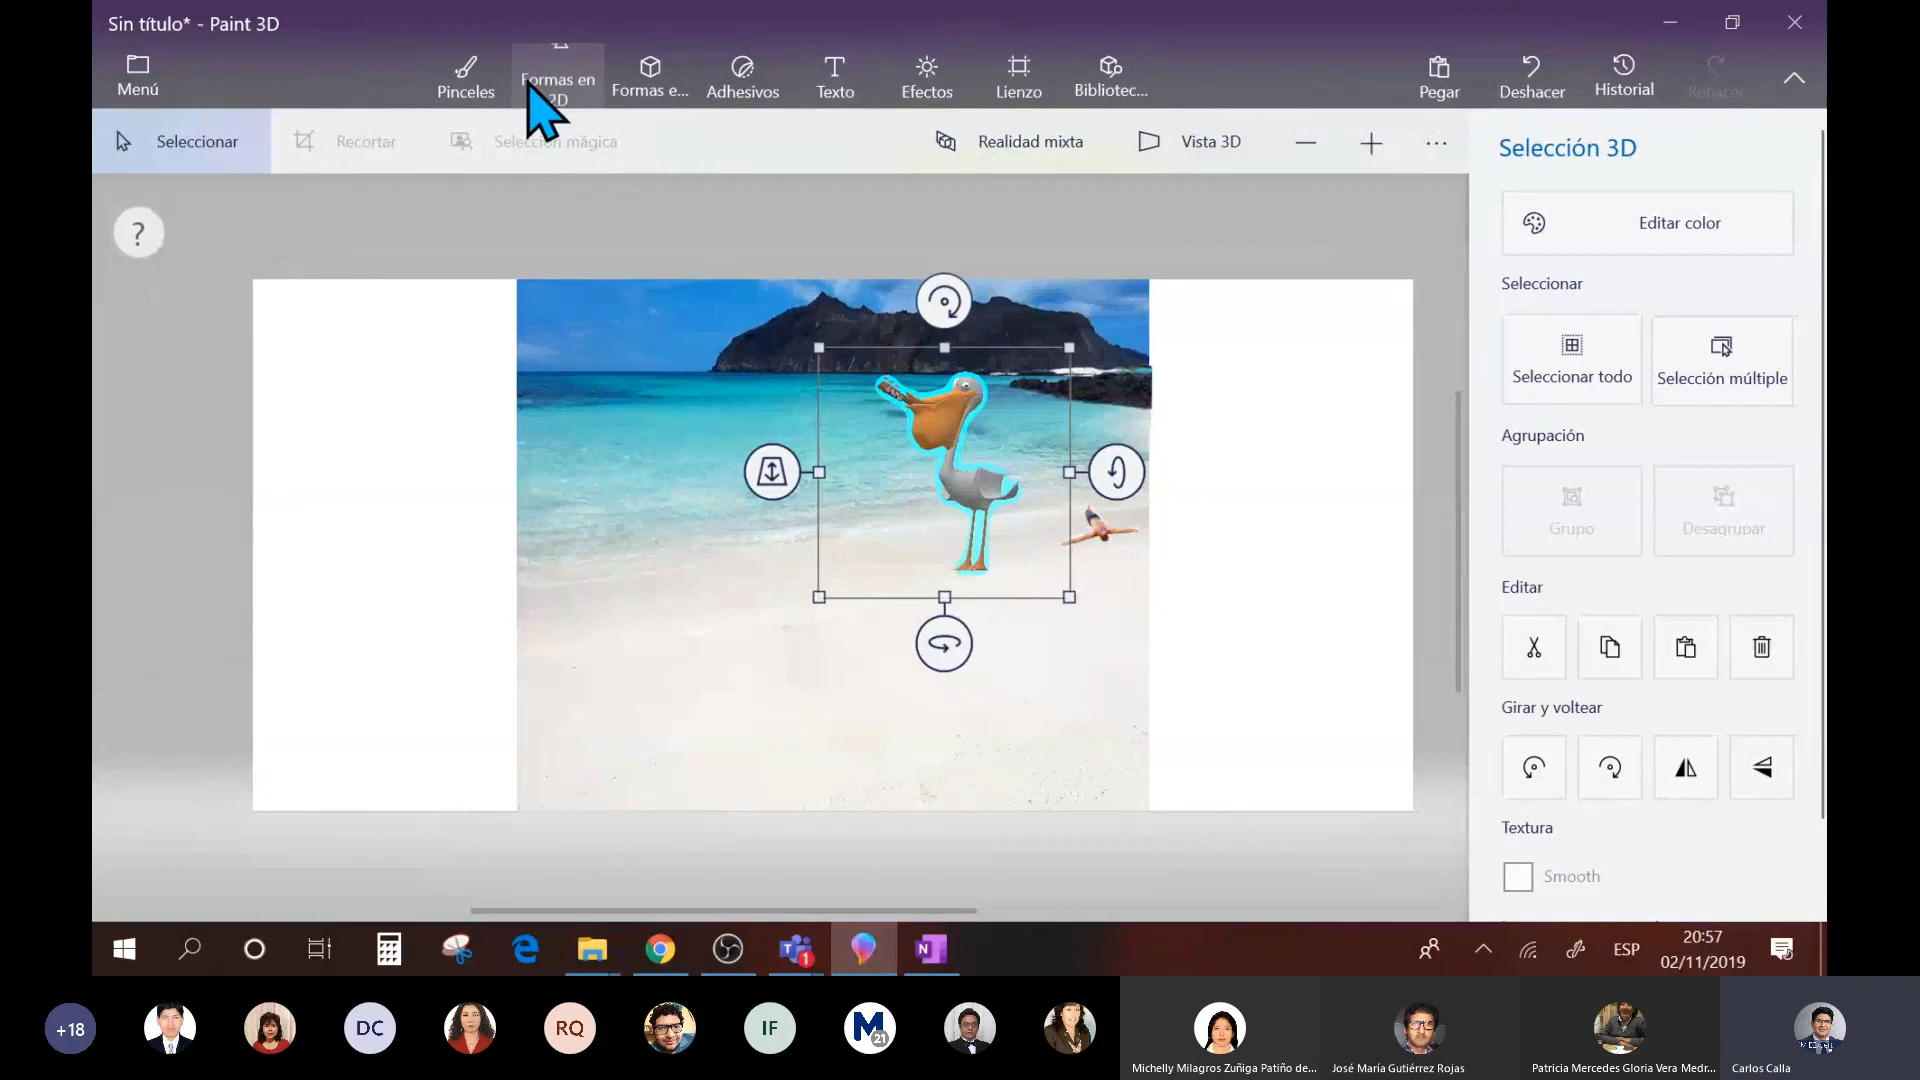 Sin título* - Paint 3D
Menú
Pinceles
Formas en
2D
Formas e...
Adhesivos
Texto
Efectos
Lienzo
Bibliotec...
Pegar
Deshacer
Historial
Rehacer
Seleccionar
Recortar
Selección mágica
Realidad mixta
Vista 3D
Selección 3D
?
Editar color
Seleccionar
Seleccionar todo
Selección múltiple
Agrupación
Grupo
Desagrupar
Editar
Girar y voltear
Textura
Smooth
1
N
ESP
20:57
02/11/2019
+18
DC
RQ
IF
M
21
Michelly Milagros Zuñiga Patiño de...
José María Gutiérrez Rojas
Patricia Mercedes Gloria Vera Medr...
Carlos Calla